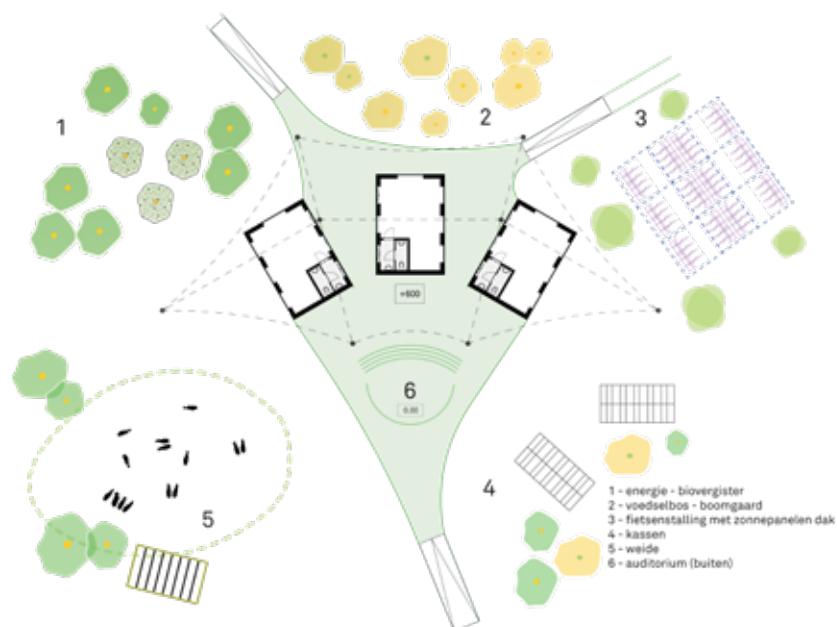 1
2
3
+600
6
0.00
4
5
1 - energie - biovergister
2 - voedselbos - boomgaard
3 - fietsenstalling met zonnepanelen dak
4 - kassen
5 - weide
6 - auditorium (buiten)